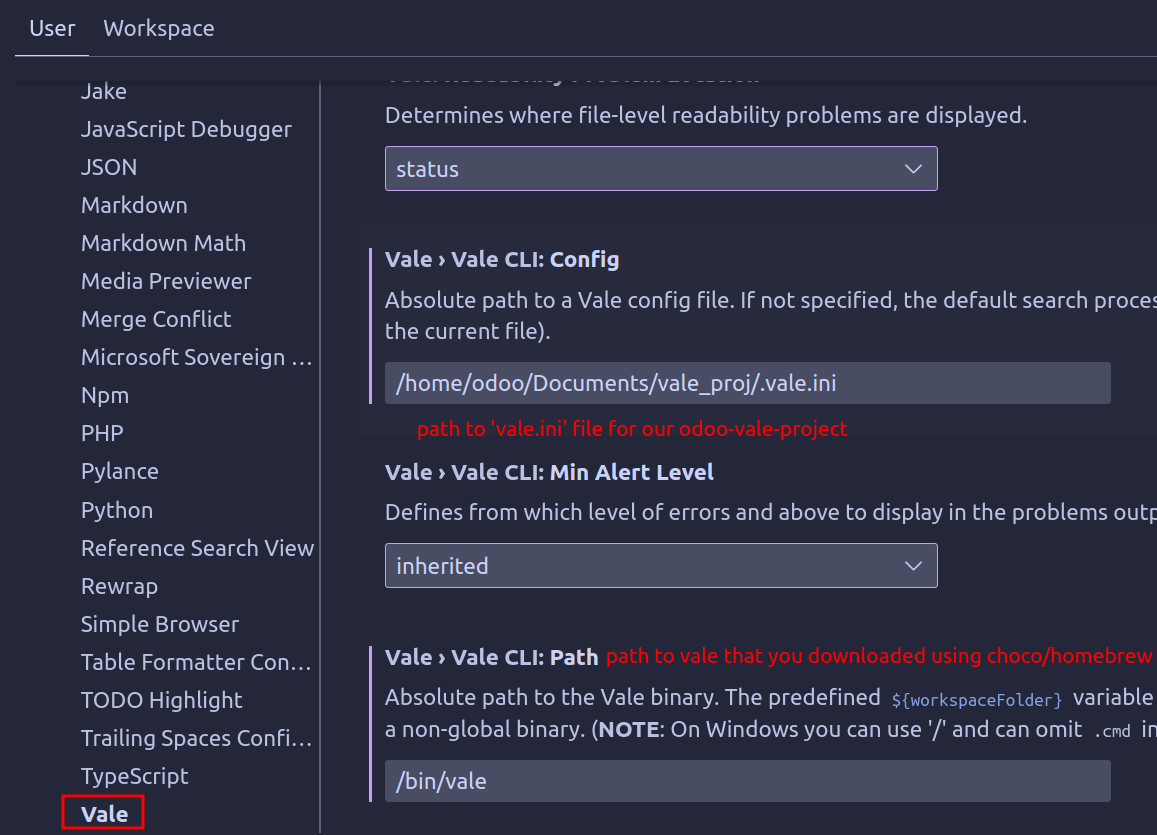 User
Workspace
Jake
JavaScript Debugger
JSON
Markdown
Markdown Math
Media Previewer
Merge Conflict
Microsoft Sovereign ...
Npm
PHP
Pylance
Python
Reference Search View
Rewrap
Simple Browser
Table Formatter Con...
TODO Highlight
Trailing Spaces Confi...
TypeScript
Vale
Determines where file-level readability problems are displayed.
status
Vale › Vale CLI: Config
Absolute path to a Vale config file. If not specified, the default search proces
the current file).
/home/odoo/Documents/vale_proj/.vale.ini
path to 'vale.ini' file for our odoo-vale-project
Vale › Vale CLI: Min Alert Level
Defines from which level of errors and above to display in the problems outp
inherited
Vale › Vale CLI: Path path to vale that you downloaded using choco/homebrew
Absolute path to the Vale binary. The predefined ${workspaceFolder} variable
a non-global binary. (NOTE: On Windows you can use '/' and can omit .cmd in
/bin/vale